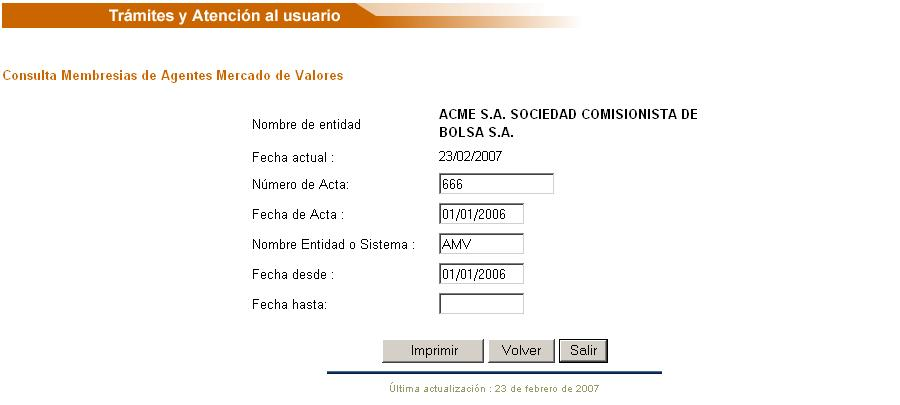 Trámites y Atención al usuario
Consulta Membresias de Agentes Mercado de Valores
Nombre de entidad
ACME S.A. SOCIEDAD COMISIONISTA DE
BOLSA S.A.
Fecha actual : 23/02/2007
Número de Acta: 666
Fecha de Acta : 01/01/2006
Nombre Entidad o Sistema : AMV
Fecha desde : 01/01/2006
Fecha hasta:
Imprimir Volver Salir
Última actualización : 23 de febrero de 2007